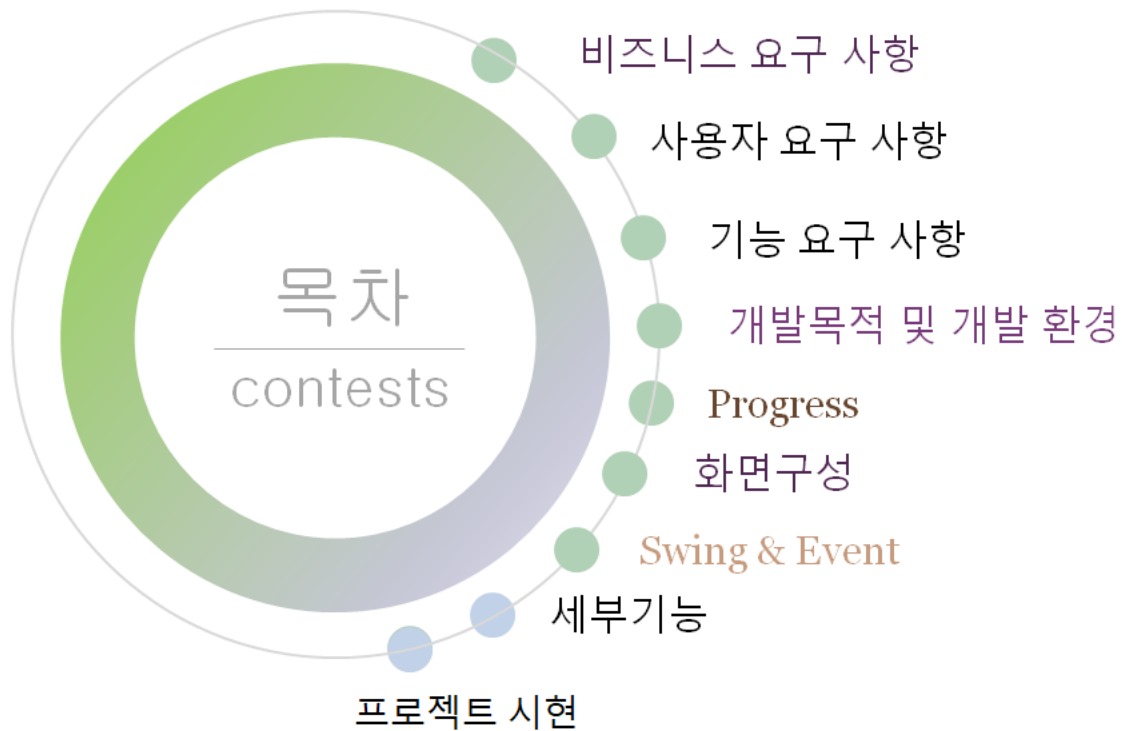 목차
contests
비즈니스 요구 사항
사용자 요구 사항
기능 요구 사항
개발목적 및 개발 환경
Progress
화면구성
Swing & Event
세부기능
프로젝트 시현